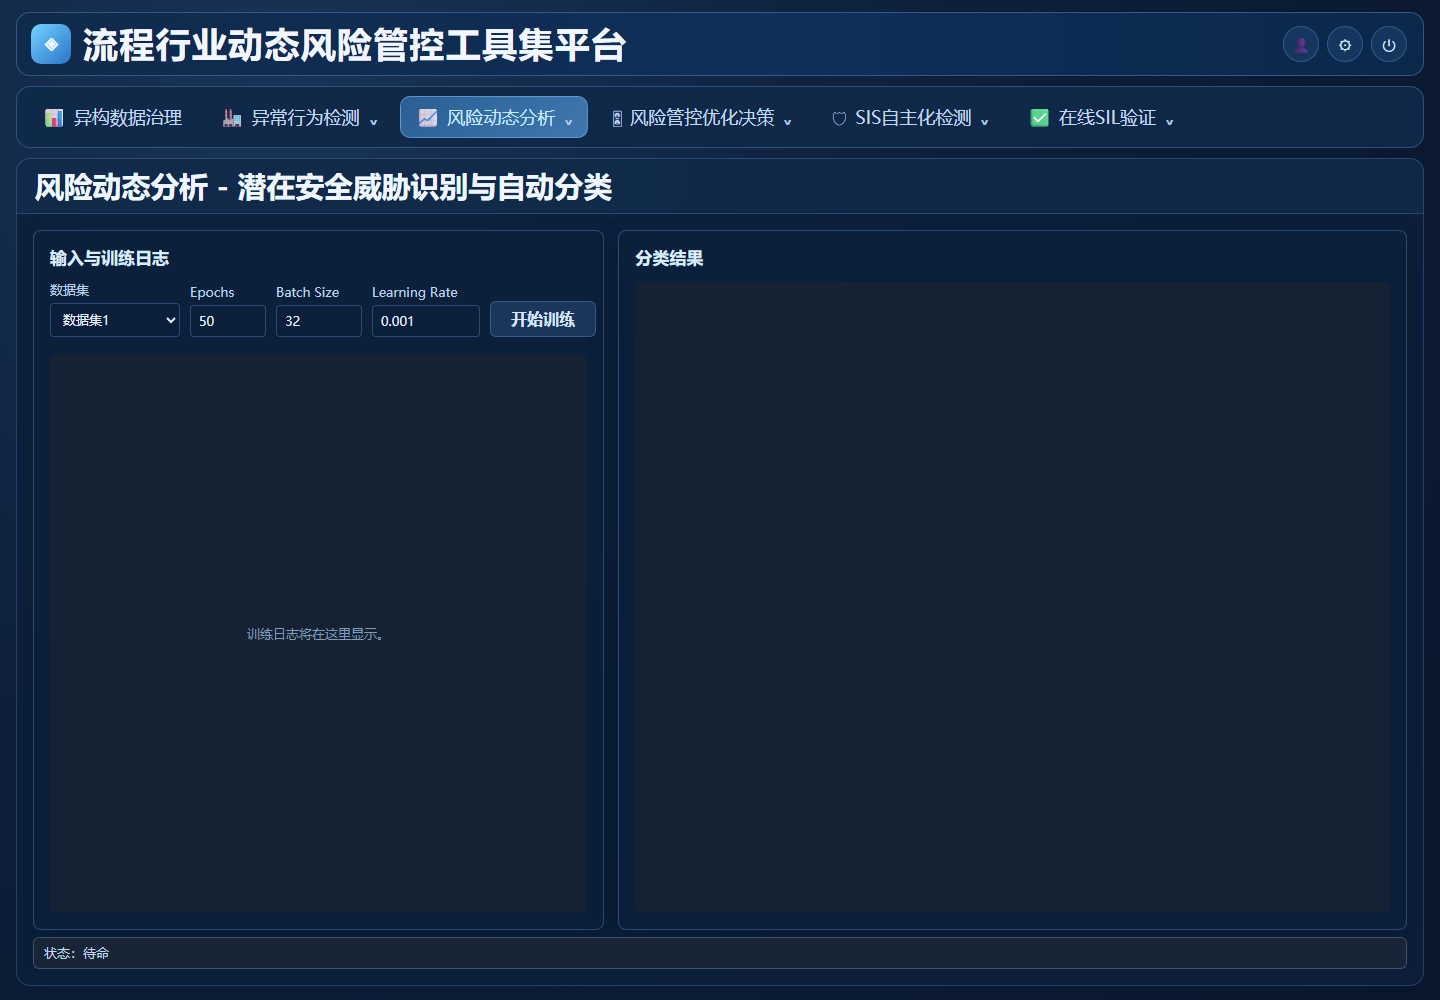 流程行业动态风险管控工具集平台
异构数据治理 异常行为检测 风险动态分析 风险管控优化决策 SIS自主化检测 在线SIL验证
风险动态分析 - 潜在安全威胁识别与自动分类
输入与训练日志
数据集 Epochs Batch Size Learning Rate
数据集1 50 32 0.001 开始训练
训练日志将在这里显示。
分类结果
状态：待命